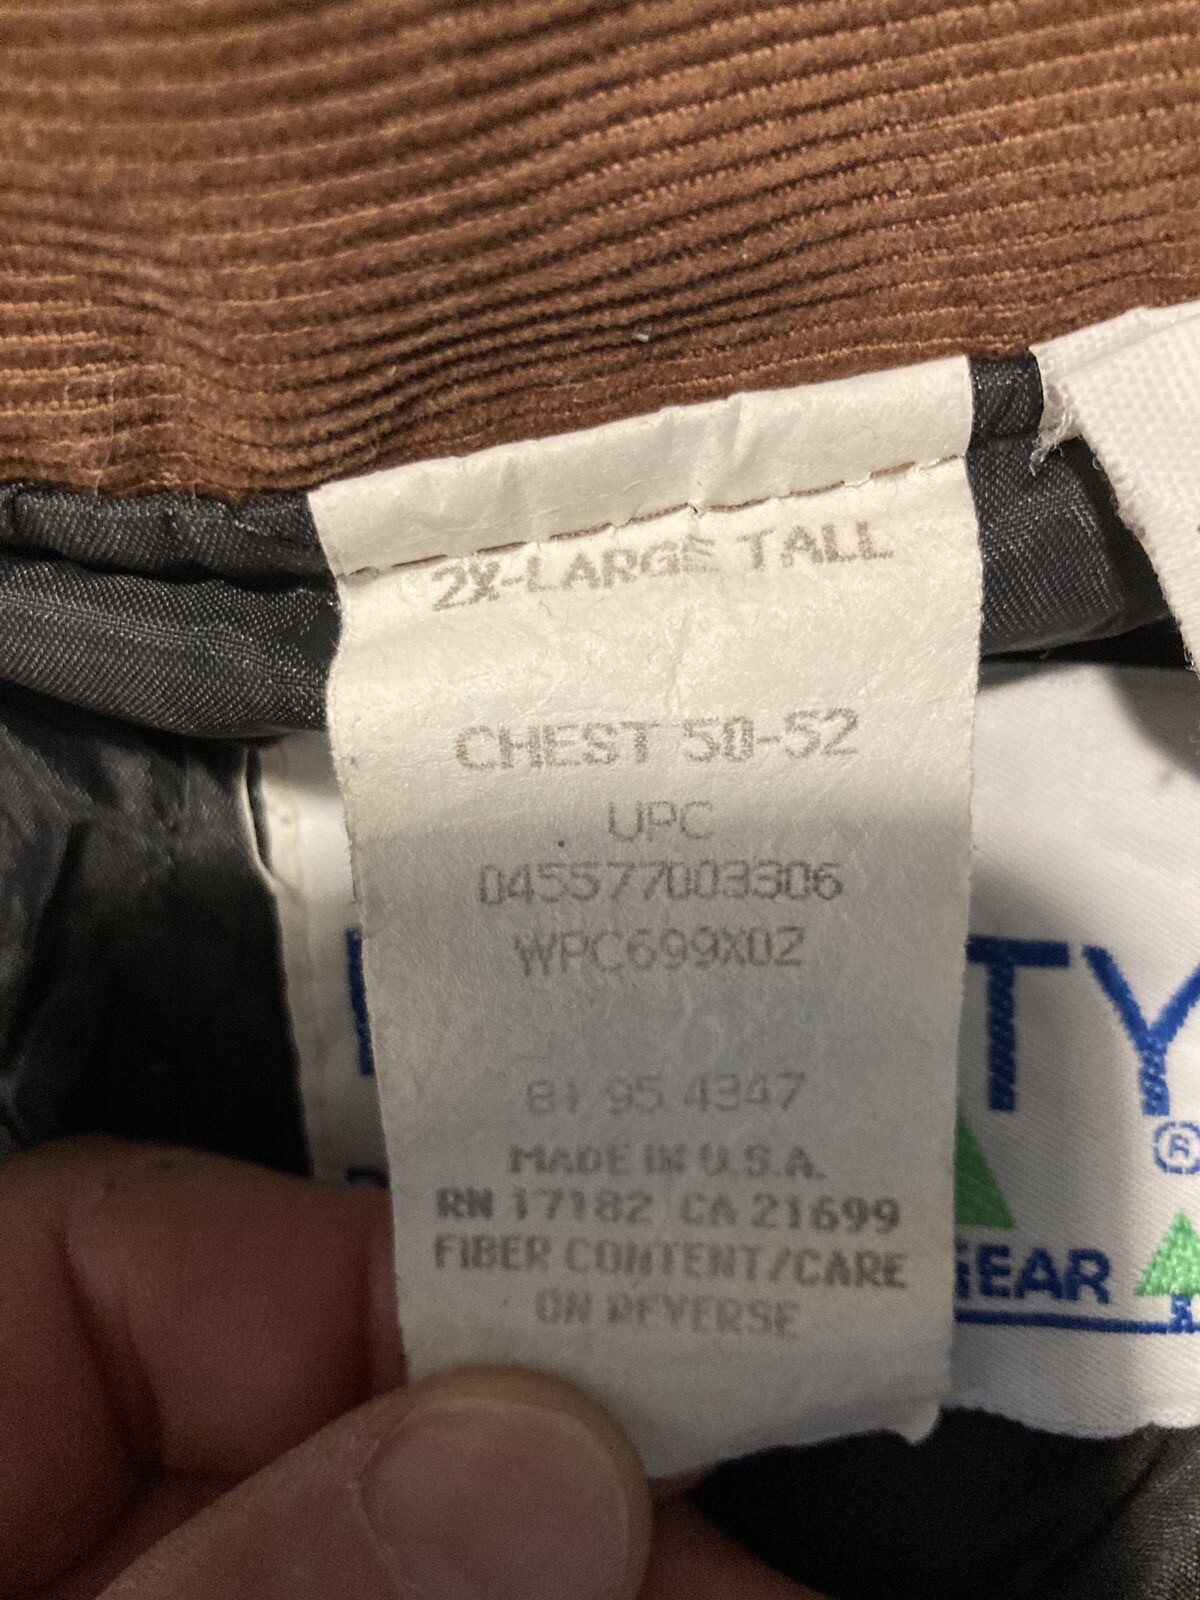 2X-LARGE TALL
CHEST 50-52
UPC
045577003306
WPC699X02
81 95 4347
MADE IN U.S.A.
RN 17182 CA 21699
FIBER CONTENT/CARE
ON REVERSE
TY
®
GEAR